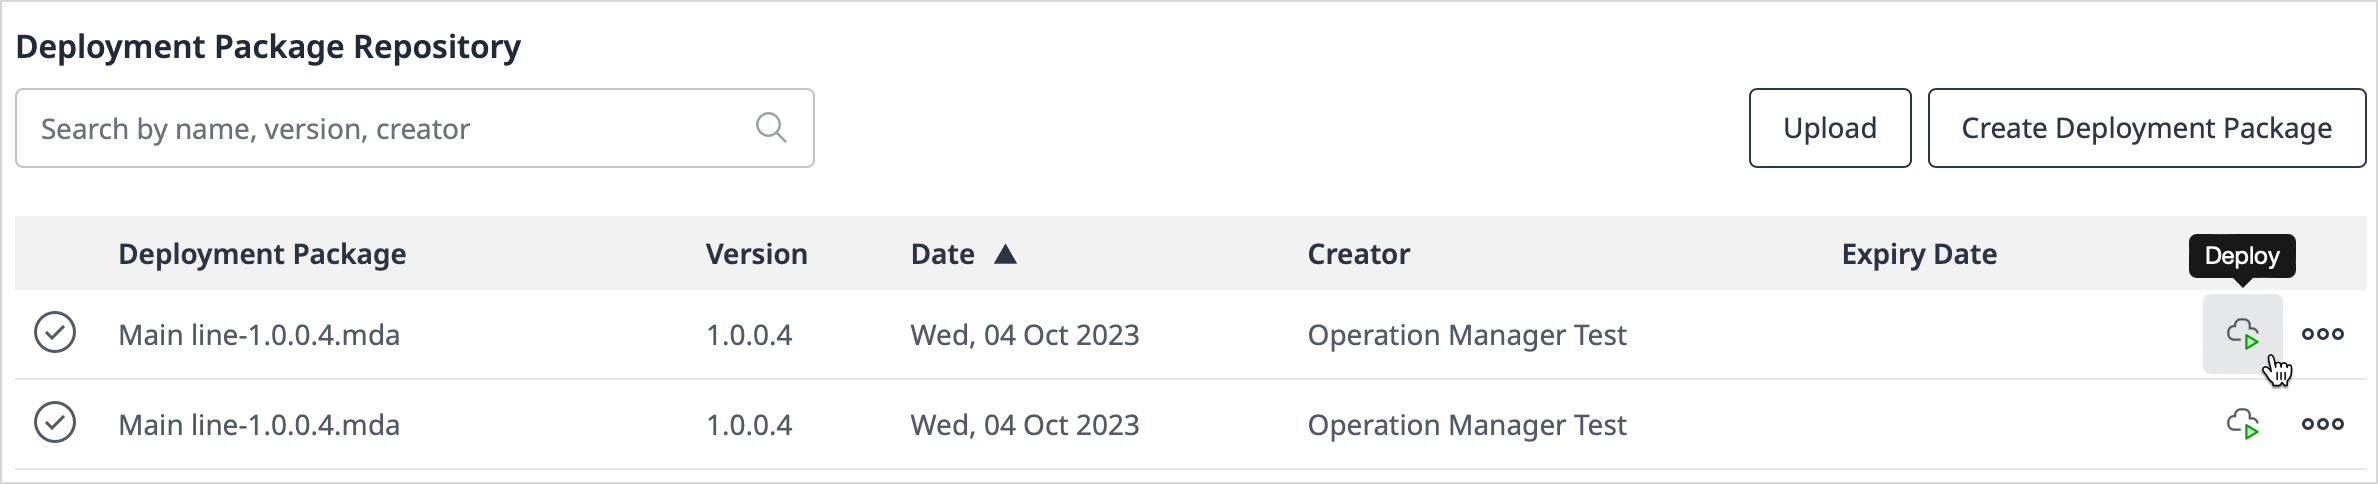 Deployment Package Repository
Search by name, version, creator
Upload
Create Deployment Package
Deployment Package Version Date ▲ Creator Expiry Date
Deploy
Main line-1.0.0.4.mda 1.0.0.4 Wed, 04 Oct 2023 Operation Manager Test
Main line-1.0.0.4.mda 1.0.0.4 Wed, 04 Oct 2023 Operation Manager Test